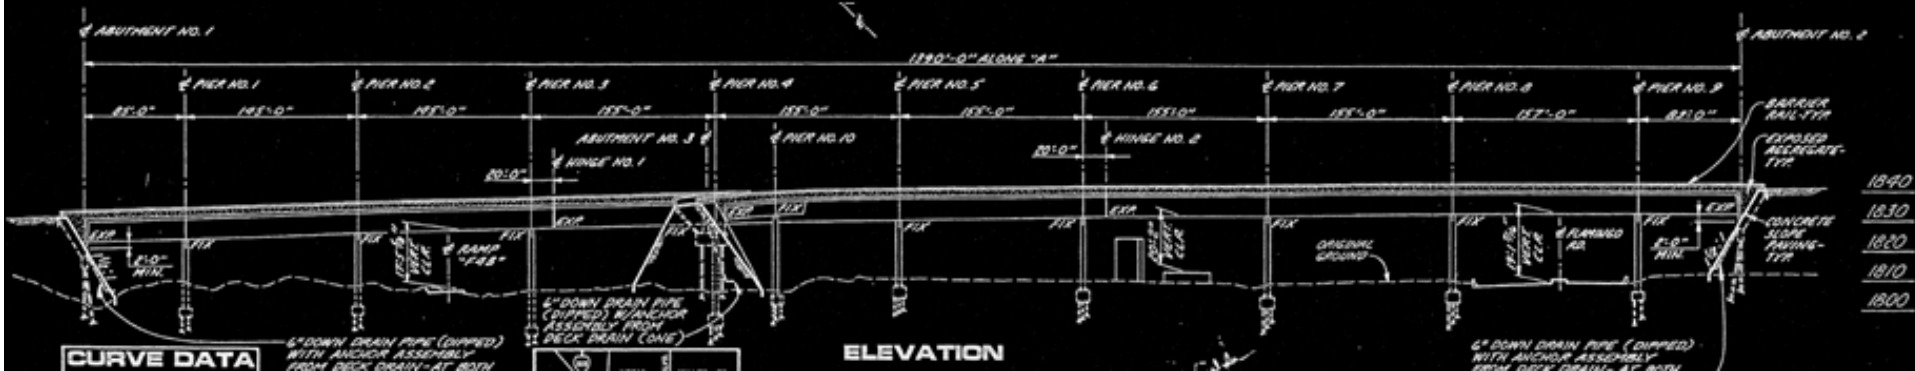 ℄ ABUTMENT NO. 1
℄ ABUTMENT NO. 2
1390'-0" ALONG "A"
℄ PIER NO. 1
℄ PIER NO. 2
℄ PIER NO. 3
℄ PIER NO. 4
℄ PIER NO. 5
℄ PIER NO. 6
℄ PIER NO. 7
℄ PIER NO. 8
℄ PIER NO. 9
85'-0"
145'-0"
145'-0"
155'-0"
155'-0"
155'-0"
155'-0"
155'-0"
157'-0"
83'-0"
BARRIER
RAIL-TYP.
ABUTMENT NO. 3 ℄
℄ PIER NO. 10
℄ HINGE NO. 1
20'-0"
℄ HINGE NO. 2
20'-0"
EXPOSED
AGGREGATE-
TYP.
1840
1830
1820
1810
1800
EXP.
FIX
FIX
FIX
EXP.
FIX
EXP.
FIX
FIX
FIX
EXP.
FIX
FIX
FIX
EXP.
2'-0"
MIN.
VERT
CLR
℄ RAMP
VERT
CLR
ORIGINAL
GROUND
VERT
CLR
℄ FLAMINGO
RD.
2'-0"
MIN.
CONCRETE
SLOPE
PAVING-
TYP.
6" DOWN DRAIN PIPE (DIPPED)
WITH ANCHOR ASSEMBLY
FROM DECK DRAIN-AT BOTH
6" DOWN DRAIN PIPE
(DIPPED) W/ANCHOR
ASSEMBLY FROM
DECK DRAIN (ONE)
6" DOWN DRAIN PIPE (DIPPED)
WITH ANCHOR ASSEMBLY
FROM DECK DRAIN-AT BOTH
CURVE DATA
ELEVATION